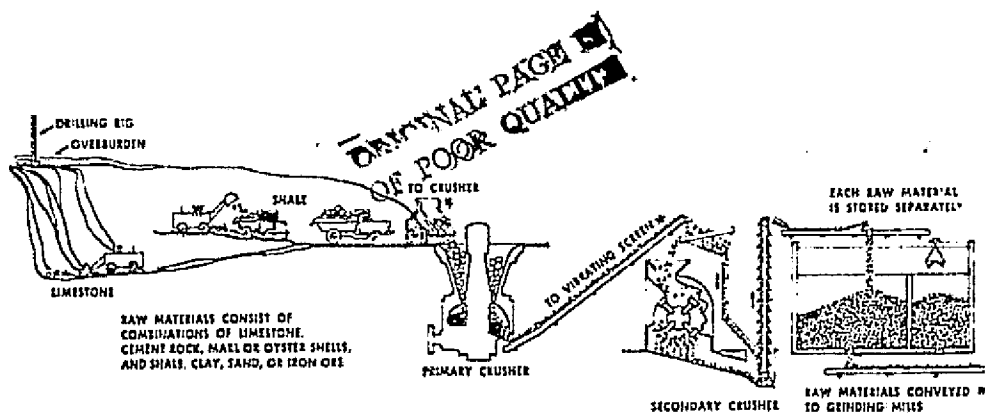 ORIGINAL PAGE IS
OF POOR QUALITY
DRILLING RIG
OVERBURDEN
SHALE
TO CRUSHER
LIMESTONE
RAW MATERIALS CONSIST OF
COMBINATIONS OF LIMESTONE,
CEMENT ROCK, MARL OR OYSTER SHELLS,
AND SHALE, CLAY, SAND, OR IRON ORE
PRIMARY CRUSHER
TO VIBRATING SCREEN
SECONDARY CRUSHER
EACH RAW MATERIAL
IS STORED SEPARATELY
RAW MATERIALS CONVEYED
TO GRINDING MILLS